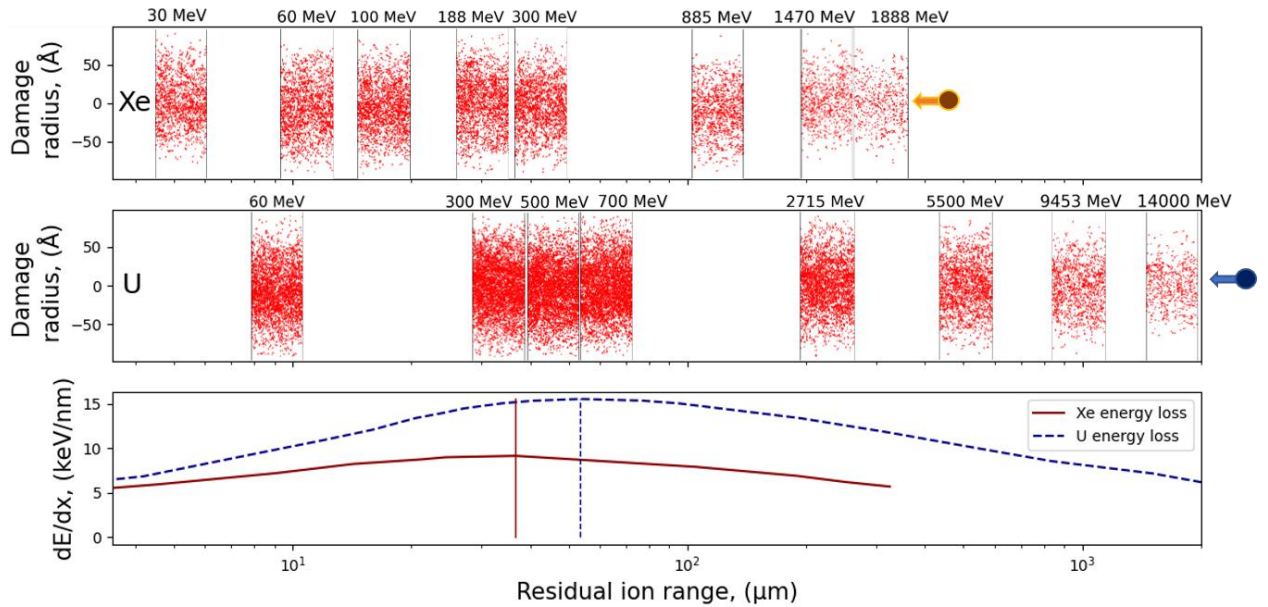 30 MeV 60 MeV 100 MeV 188 MeV 300 MeV 885 MeV 1470 MeV 1888 MeV
Damage
radius, (Å)
50
0
−50
Xe
60 MeV 300 MeV 500 MeV 700 MeV 2715 MeV 5500 MeV 9453 MeV 14000 MeV
Damage
radius, (Å)
50
0
−50
U
dE/dx, (keV/nm)
15
10
5
0
Xe energy loss
U energy loss
10¹ 10² 10³
Residual ion range, (μm)